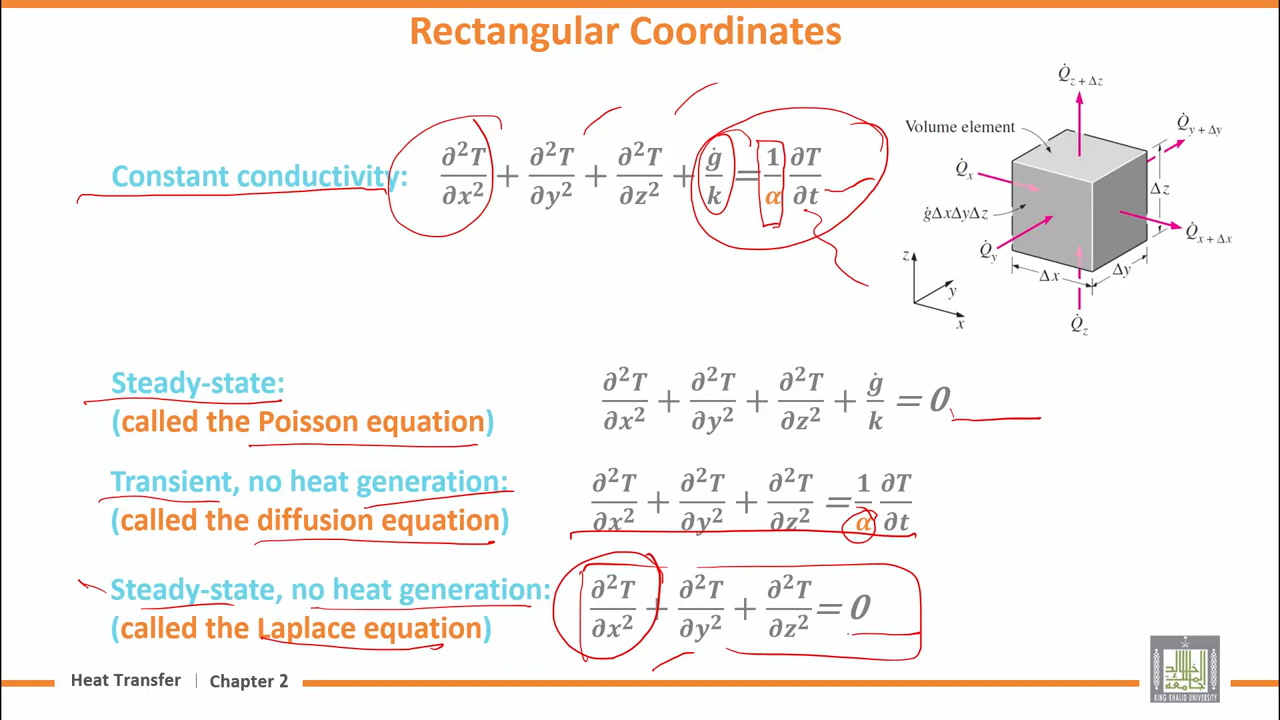 Rectangular Coordinates
Constant conductivity: ∂²T/∂x² + ∂²T/∂y² + ∂²T/∂z² + ġ/k = 1/α ∂T/∂t
Q̇z + Δz
Volume element
Q̇y + Δy
Q̇x
Δz
ġΔxΔyΔz
Q̇x + Δx
Q̇y
Δx
Δy
z
y
x
Q̇z
Steady-state:
(called the Poisson equation)
∂²T/∂x² + ∂²T/∂y² + ∂²T/∂z² + ġ/k = 0
Transient, no heat generation:
(called the diffusion equation)
∂²T/∂x² + ∂²T/∂y² + ∂²T/∂z² = 1/α ∂T/∂t
Steady-state, no heat generation:
(called the Laplace equation)
∂²T/∂x² + ∂²T/∂y² + ∂²T/∂z² = 0
Heat Transfer | Chapter 2
KING KHALID UNIVERSITY